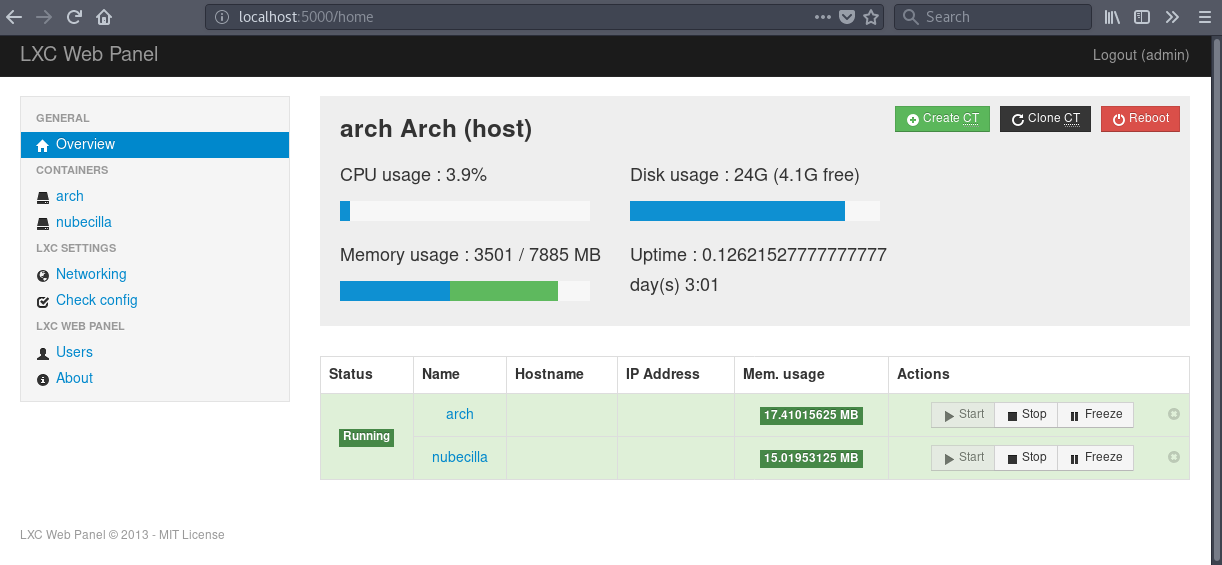 localhost:5000/home
Search
LXC Web Panel
Logout (admin)
GENERAL
Overview
CONTAINERS
arch
nubecilla
LXC SETTINGS
Networking
Check config
LXC WEB PANEL
Users
About
arch Arch (host)
Create CT
Clone CT
Reboot
CPU usage : 3.9%
Disk usage : 24G (4.1G free)
Memory usage : 3501 / 7885 MB
Uptime : 0.12621527777777777
day(s) 3:01
Status Name Hostname IP Address Mem. usage Actions
Running
arch 17.41015625 MB Start Stop Freeze
nubecilla 15.01953125 MB Start Stop Freeze
LXC Web Panel © 2013 - MIT License